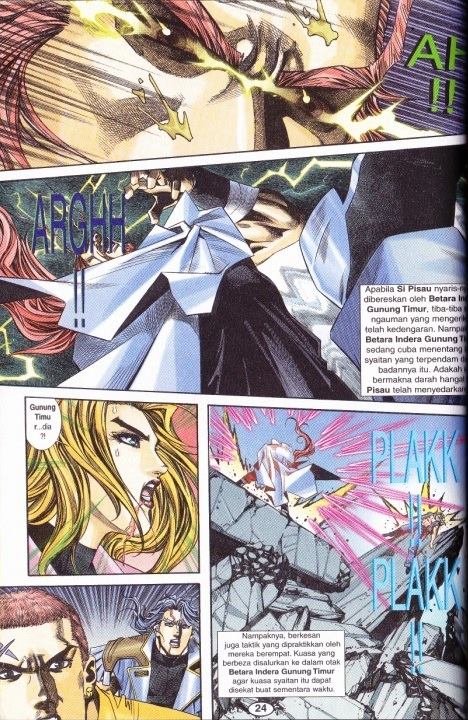 AR
!!
ARGHH
!!
Apabila Si Pisau nyaris-
dibereskan oleh Betara In
Gunung Timur, tiba-tiba
ngauman yang mengeri
telah kedengaran. Nampa
Betara Indera Gunung T
sedang cuba menentang
syaitan yang terpendam d
badannya itu. Adakah
bermakna darah hangat
Pisau telah menyedarkan
Gunung
Timu
r...dia
?!
PLAKK
!!
PLAKK
!!
Nampaknya, berkesan
juga taktik yang dipraktikkan oleh
mereka berempat. Kuasa yang
berbeza disalurkan ke dalam otak
Betara Indera Gunung Timur
agar kuasa syaitan itu dapat
disekat buat sementara waktu.
24